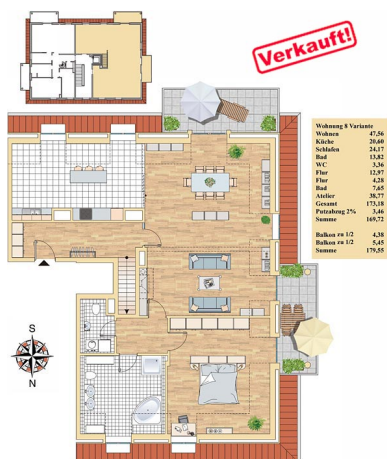 Verkauft!
Wohnung 8 Variante
Wohnen 47,56
Küche 20,60
Schlafen 24,17
Bad 13,82
WC 3,36
Flur 12,97
Flur 4,28
Bad 7,65
Atelier 38,77
Gesamt 173,18
Putzabzug 2% 3,46
Summe 169,72
Balkon zu 1/2 4,38
Balkon zu 1/2 5,45
Summe 179,55
S
N